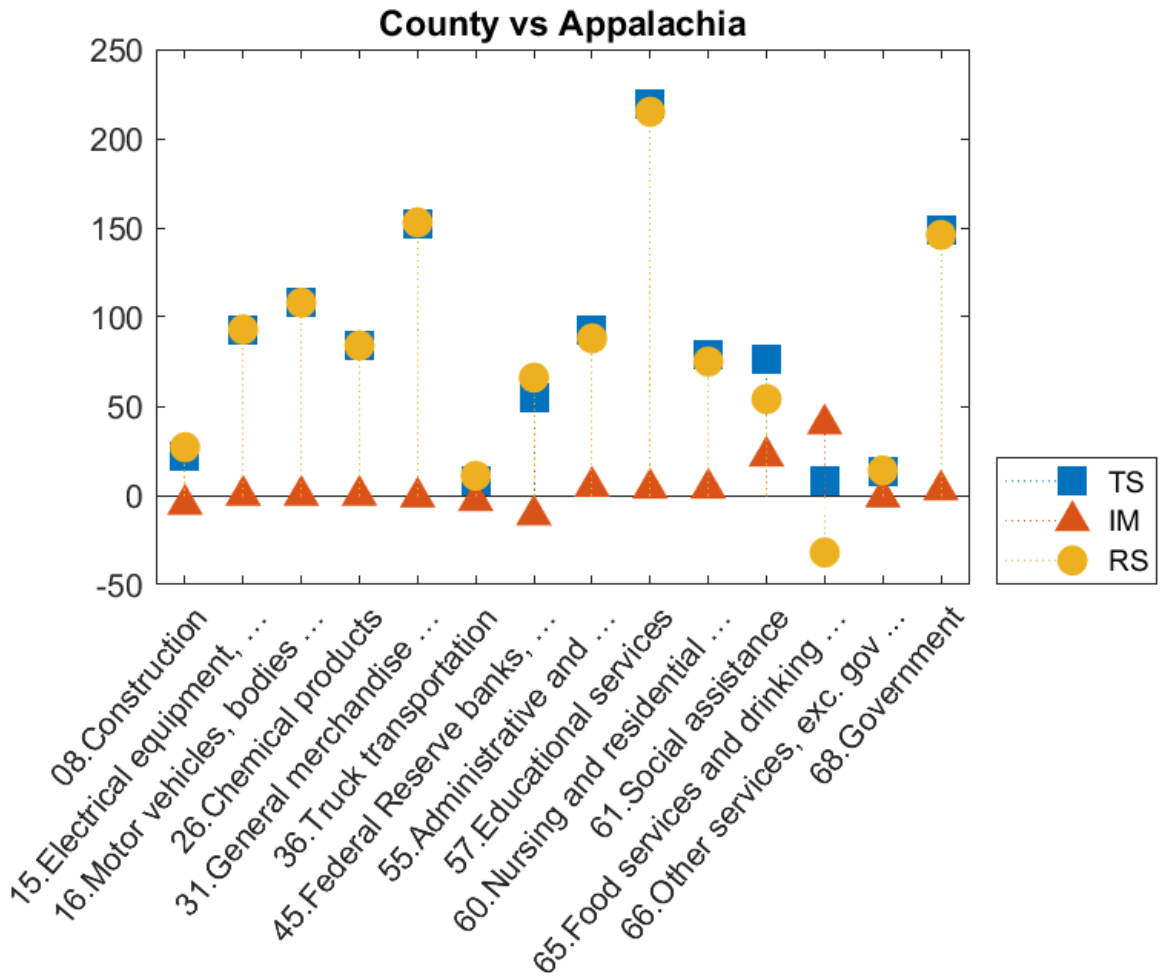 County vs Appalachia
250
200
150
100
50
0
-50
08.Construction
15.Electrical equipment, ...
16.Motor vehicles, bodies ...
26.Chemical products
31.General merchandise ...
36.Truck transportation
45.Federal Reserve banks, ...
55.Administrative and ...
57.Educational services
60.Nursing and residential ...
61.Social assistance
65.Food services and drinking ...
66.Other services, exc. gov ...
68.Government
TS
IM
RS